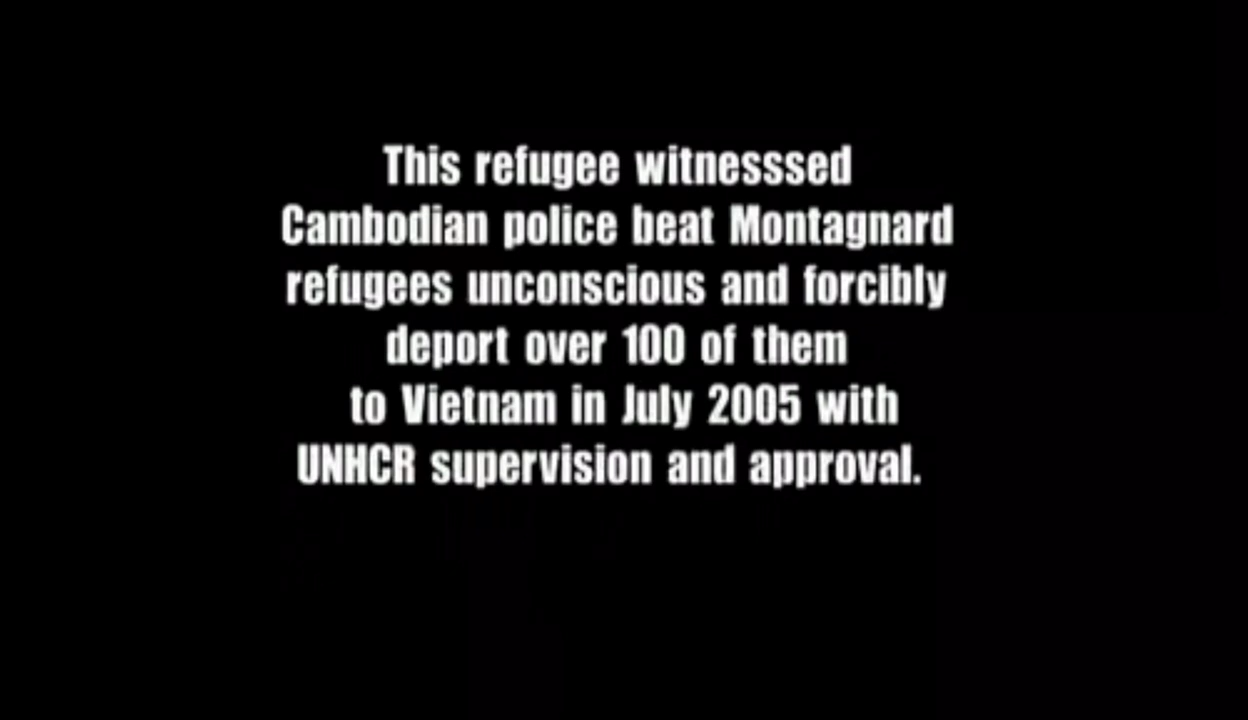 This refugee witnesssed
Cambodian police beat Montagnard
refugees unconscious and forcibly
deport over 100 of them
to Vietnam in July 2005 with
UNHCR supervision and approval.